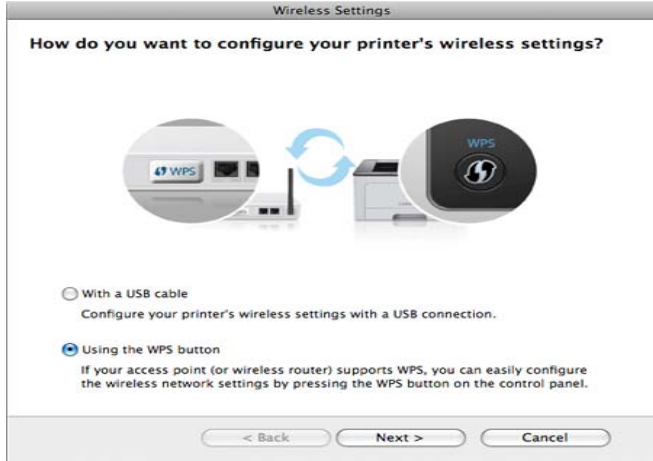 Wireless Settings
How do you want to configure your printer's wireless settings?
WPS
WPS
With a USB cable
Configure your printer's wireless settings with a USB connection.
Using the WPS button
If your access point (or wireless router) supports WPS, you can easily configure
the wireless network settings by pressing the WPS button on the control panel.
< Back
Next >
Cancel